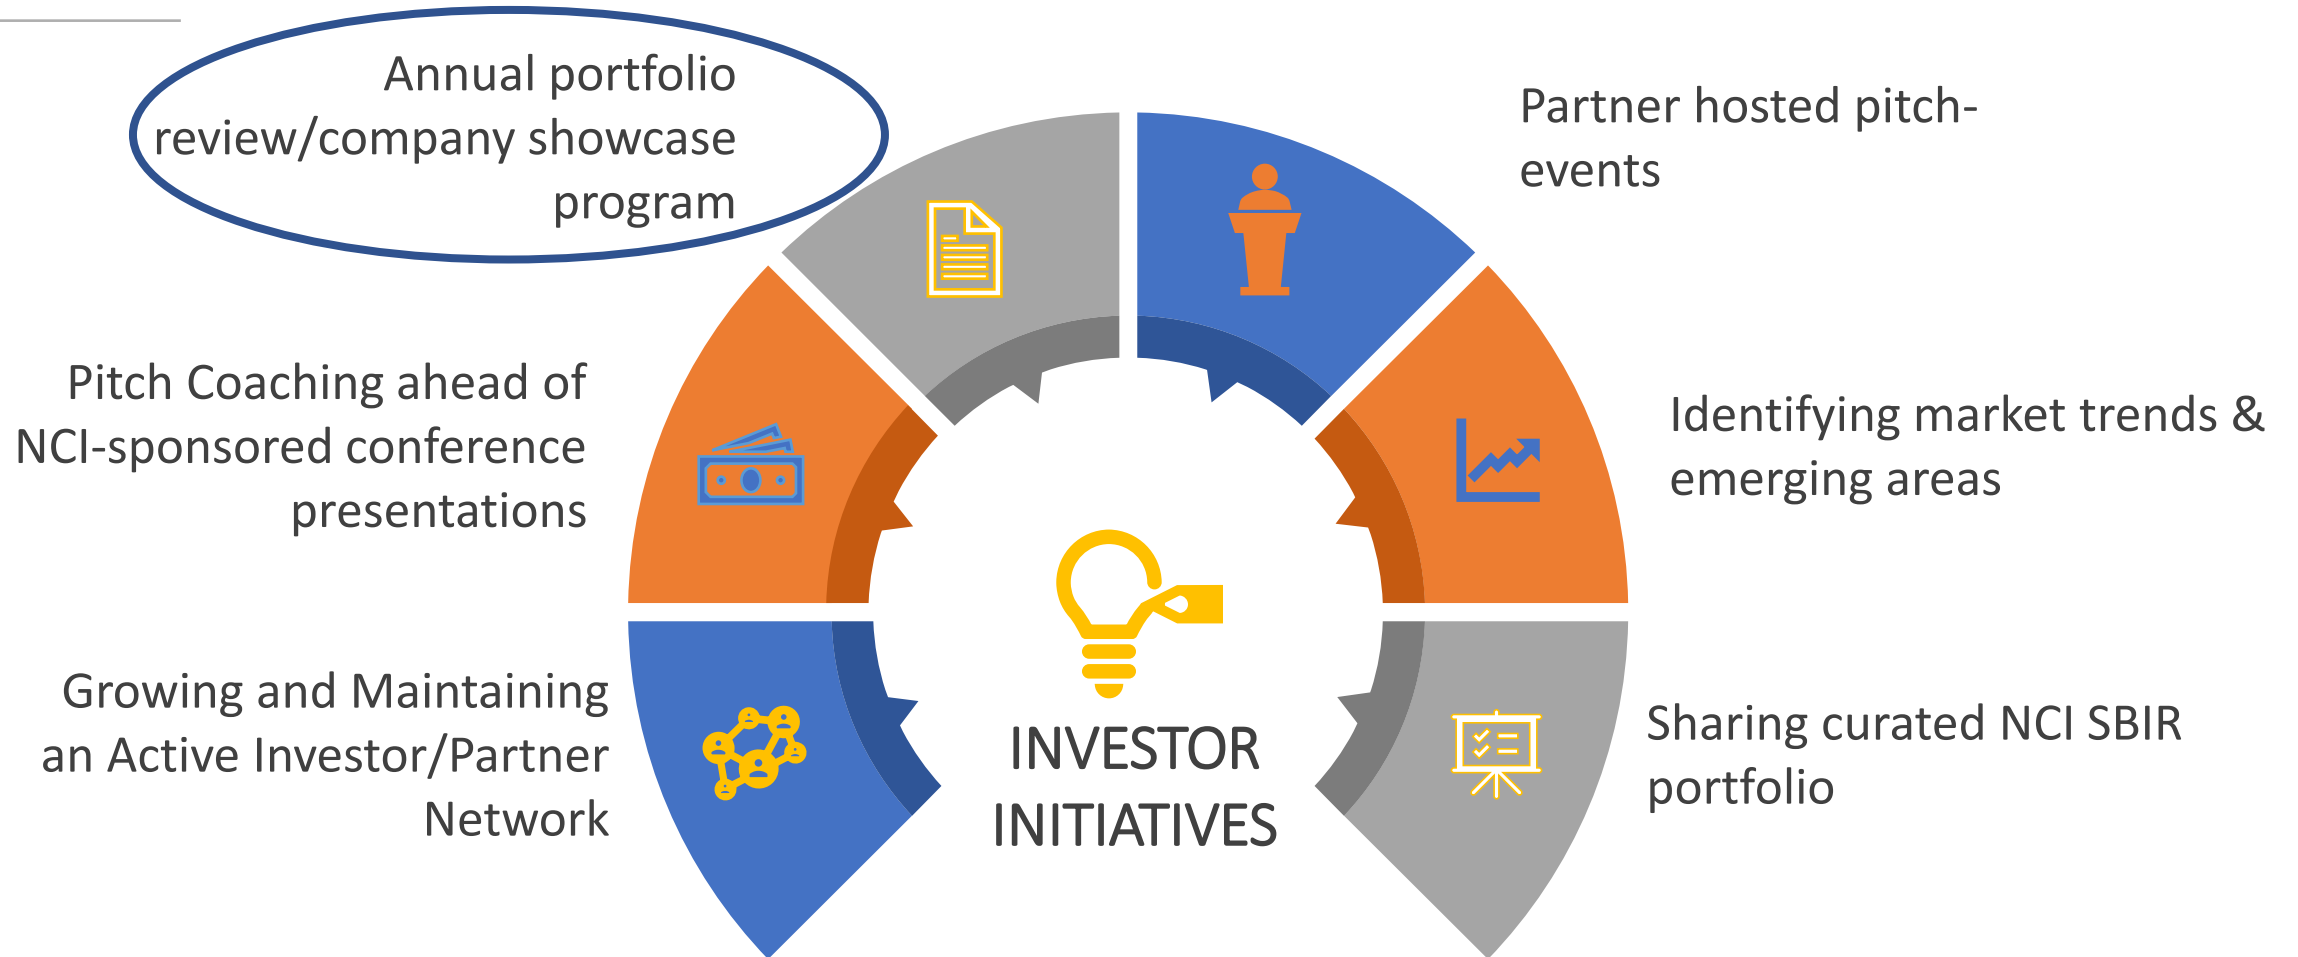 Annual portfolio
review/company showcase
program
Partner hosted pitch-
events
Pitch Coaching ahead of
NCI-sponsored conference
presentations
Identifying market trends &
emerging areas
Growing and Maintaining
an Active Investor/Partner
Network
INVESTOR
INITIATIVES
Sharing curated NCI SBIR
portfolio